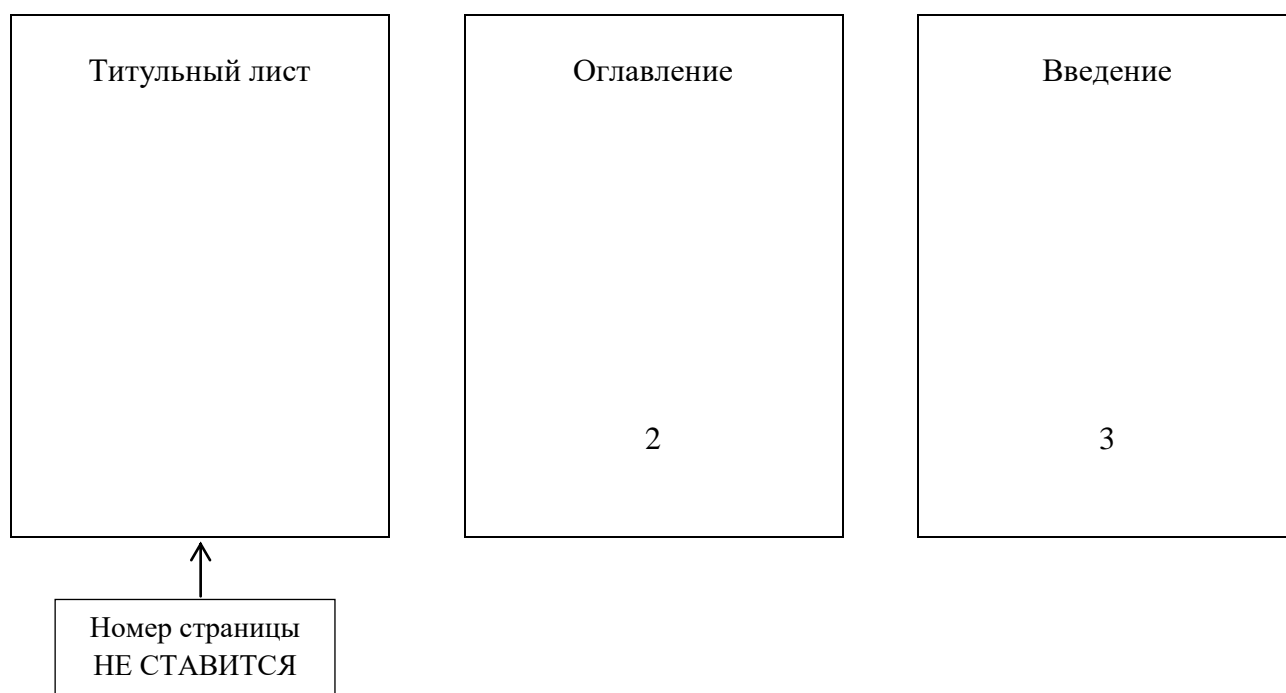 Титульный лист
Оглавление
Введение
2
3
Номер страницы
НЕ СТАВИТСЯ